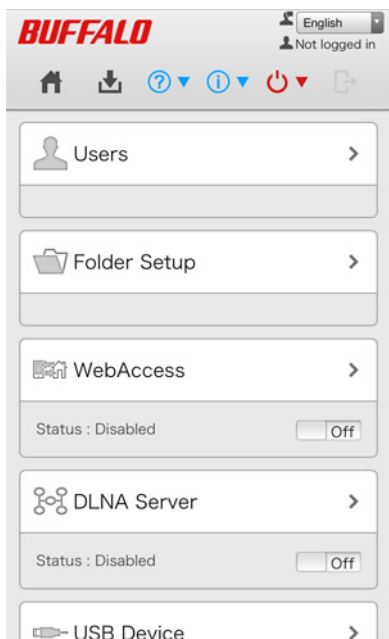 BUFFALO
English
Not logged in
Users
Folder Setup
WebAccess
Status : Disabled
Off
DLNA Server
Status : Disabled
Off
USB Device